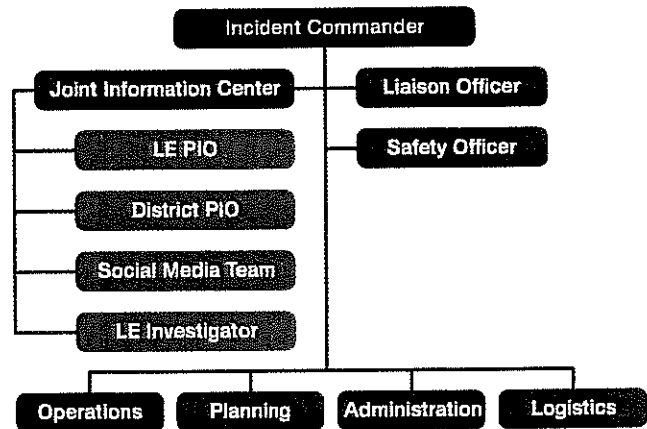 Incident Commander
Joint Information Center
Liaison Officer
LE PIO
Safety Officer
District PIO
Social Media Team
LE Investigator
Operations
Planning
Administration
Logistics